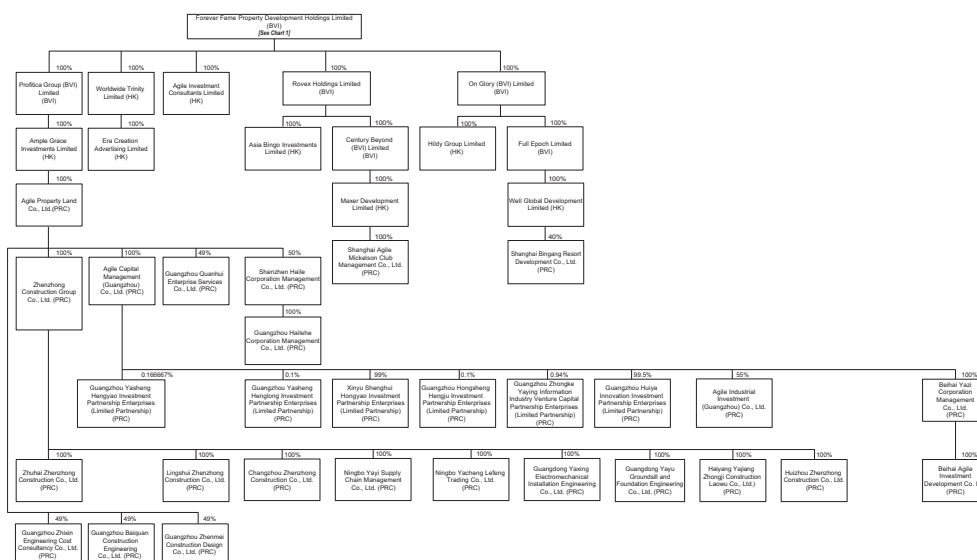 Forever Fame Property Development Holdings Limited
(BVI)
[See Chart 1]
100%
100%
100%
100%
100%
Profitica Group (BVI)
Limited
(BVI)
Worldwide Trinity
Limited (HK)
Agile Investment
Consultants Limited
(HK)
Rovex Holdings Limited
(BVI)
On Glory (BVI) Limited
(BVI)
100%
100%
100%
100%
100%
100%
Ample Grace
Investments Limited
(HK)
Era Creation
Advertising Limited
(HK)
Asia Bingo Investments
Limited (HK)
Century Beyond
(BVI) Limited
(BVI)
Hildy Group Limited
(HK)
Full Epoch Limited
(BVI)
100%
100%
100%
Agile Property Land
Co., Ltd.(PRC)
Maxer Development
Limited (HK)
Well Global Development
Limited (HK)
100%
40%
Shanghai Agile
Mickelson Club
Management Co., Ltd.
(PRC)
Shanghai Bingang Resort
Development Co., Ltd.
(PRC)
100%
100%
49%
50%
Zhenzhong
Construction Group
Co., Ltd. (PRC)
Agile Capital
Management
(Guangzhou)
Co., Ltd. (PRC)
Guangzhou Quanhui
Enterprise Services
Co., Ltd. (PRC)
Shenzhen Haile
Corporation Management
Co., Ltd. (PRC)
100%
Guangzhou Hailehe
Corporation Management
Co., Ltd. (PRC)
0.166667%
0.1%
99%
0.1%
0.94%
99.5%
55%
100%
Guangzhou Yasheng
Hengyao Investment
Partnership Enterprises
(Limited Partnership)
(PRC)
Guangzhou Yasheng
Henglong Investment
Partnership Enterprises
(Limited Partnership)
(PRC)
Xinyu Shenghui
Hongyao Investment
Partnership Enterprises
(Limited Partnership)
(PRC)
Guangzhou Hongsheng
Hengju Investment
Partnership Enterprises
(Limited Partnership)
(PRC)
Guangzhou Zhongke
Yaying Information
Industry Venture Capital
Partnership Enterprises
(Limited Partnership)
(PRC)
Guangzhou Huiya
Innovation Investment
Partnership Enterprises
(Limited Partnership)
(PRC)
Agile Industrial
Investment
(Guangzhou) Co., Ltd.
(PRC)
Beihai Yazi
Corporation
Management
Co., Ltd.
(PRC)
100%
100%
100%
100%
100%
100%
100%
100%
100%
100%
Zhuhai Zhenzhong
Construction Co., Ltd.
(PRC)
Lingshui Zhenzhong
Construction Co., Ltd.
(PRC)
Changzhou Zhenzhong
Construction Co., Ltd.
(PRC)
Ningbo Yayi Supply
Chain Management
Co., Ltd. (PRC)
Ningbo Yacheng Lefeng
Trading Co., Ltd.
(PRC)
Guangdong Yaxing
Electromechanical
Installation Engineering
Co., Ltd. (PRC)
Guangdong Yayu
Groundsill and
Foundation Engineering
Co., Ltd. (PRC)
Haiyang Yajiang
Zhongji Construction
Laowu Co., Ltd.)
(PRC)
Huizhou Zhenzhong
Construction Co., Ltd.
(PRC)
Beihai Agile
Investment
Development Co.
(PRC)
49%
49%
49%
Guangzhou Zhixin
Engineering Cost
Consultancy Co., Ltd.
(PRC)
Guangzhou Beiquan
Construction
Engineering
Co., Ltd. (PRC)
Guangzhou Zhenmei
Construction Design
Co., Ltd. (PRC)